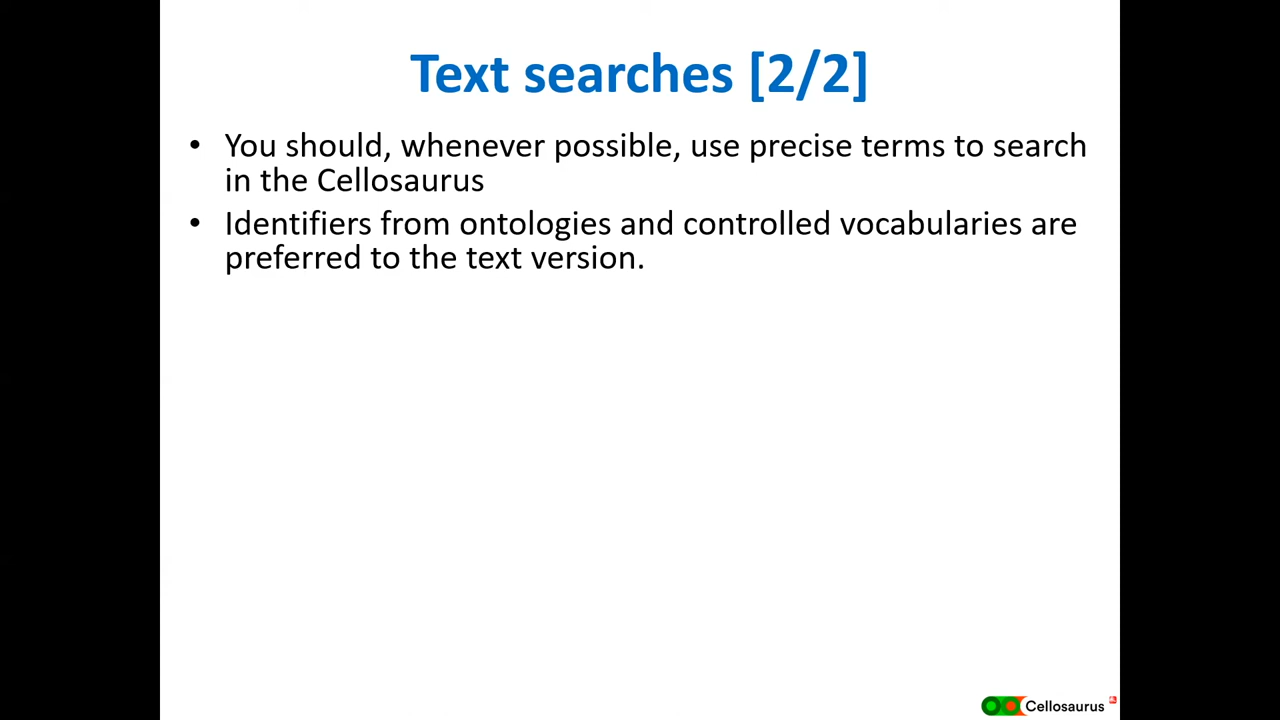 Text searches [2/2]
• You should, whenever possible, use precise terms to search
in the Cellosaurus
• Identifiers from ontologies and controlled vocabularies are
preferred to the text version.
Cellosaurus